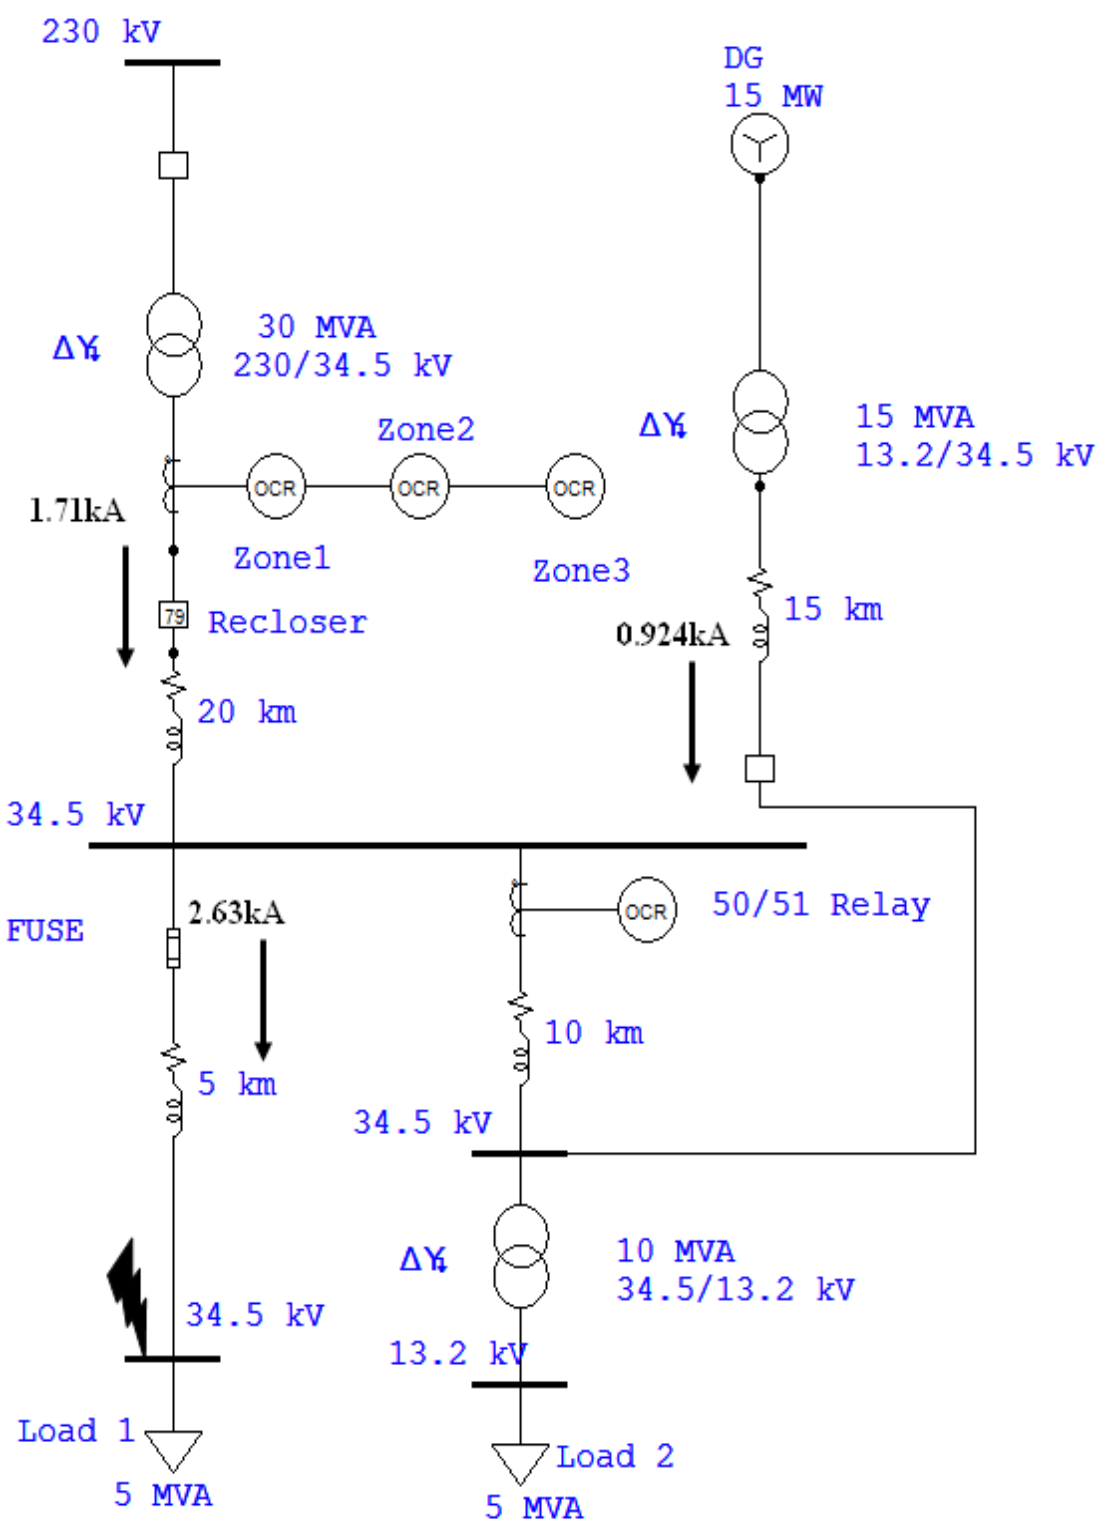 230 kV
DG
15 MW
30 MVA
230/34.5 kV
ΔY
15 MVA
13.2/34.5 kV
ΔY
Zone2
OCR
OCR
OCR
1.71kA
Zone1
Zone3
79
Recloser
15 km
0.924kA
20 km
34.5 kV
2.63kA
FUSE
OCR
50/51 Relay
10 km
5 km
34.5 kV
ΔY
10 MVA
34.5/13.2 kV
34.5 kV
13.2 kV
Load 1
5 MVA
Load 2
5 MVA